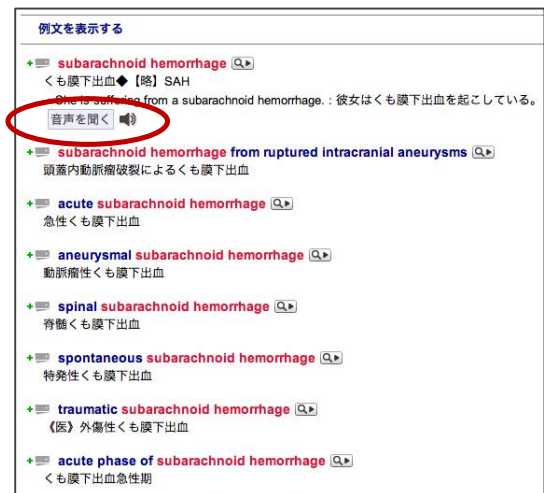 例文を表示する
subarachnoid hemorrhage
くも膜下出血◆【略】SAH
・She is suffering from a subarachnoid hemorrhage. : 彼女はくも膜下出血を起こしている。
音声を聞く
subarachnoid hemorrhage from ruptured intracranial aneurysms
頭蓋内動脈瘤破裂によるくも膜下出血
acute subarachnoid hemorrhage
急性くも膜下出血
aneurysmal subarachnoid hemorrhage
動脈瘤性くも膜下出血
spinal subarachnoid hemorrhage
脊髄くも膜下出血
spontaneous subarachnoid hemorrhage
特発性くも膜下出血
traumatic subarachnoid hemorrhage
《医》外傷性くも膜下出血
acute phase of subarachnoid hemorrhage
くも膜下出血急性期